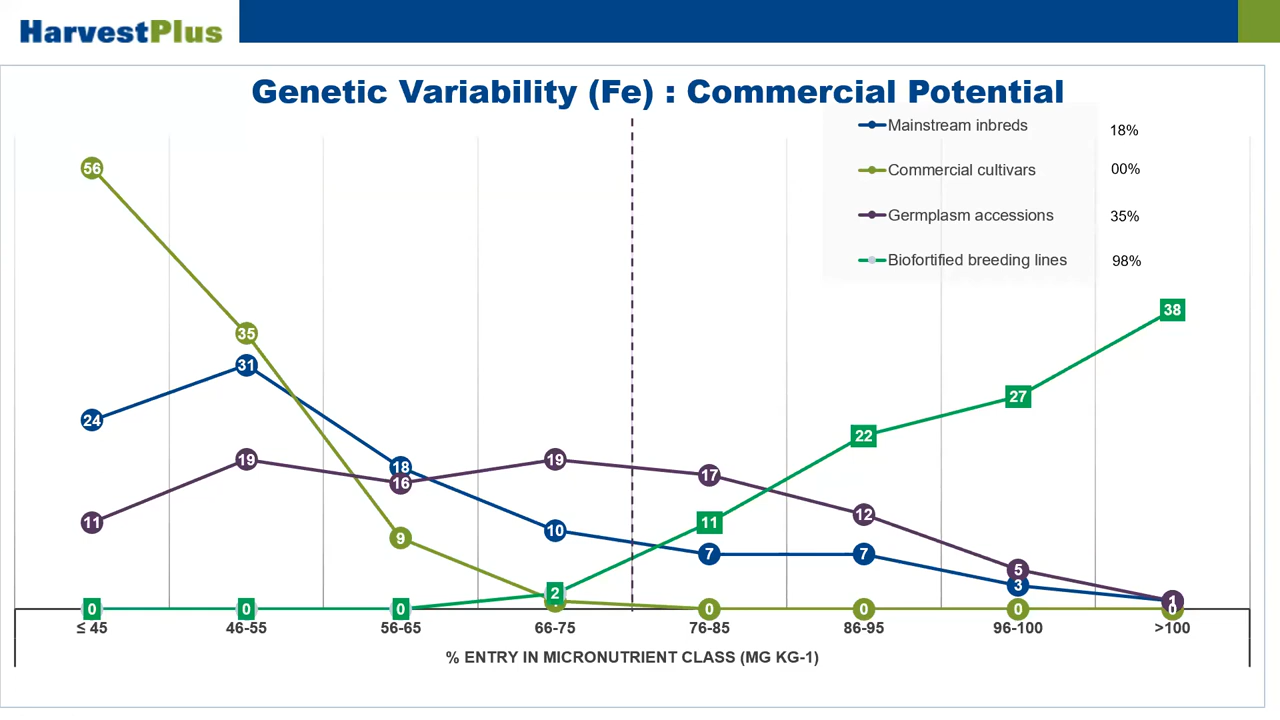 HarvestPlus
Genetic Variability (Fe) : Commercial Potential
Mainstream inbreds 18%
Commercial cultivars 00%
Germplasm accessions 35%
Biofortified breeding lines 98%
56
35
31
24
19
11
18
16
9
19
10
2
17
11
7
22
12
7
27
5
3
38
1
0
0 0 0 0 0 0
≤ 45 46-55 56-65 66-75 76-85 86-95 96-100 >100
% ENTRY IN MICRONUTRIENT CLASS (MG KG-1)